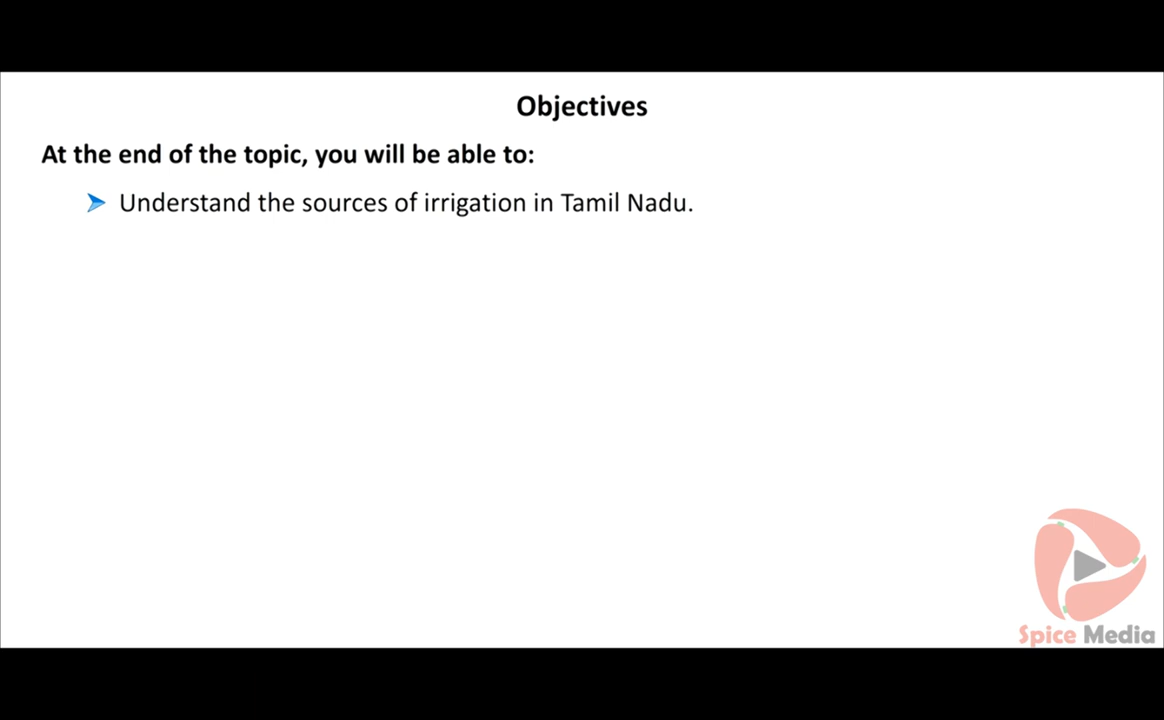 Objectives
At the end of the topic, you will be able to:
Understand the sources of irrigation in Tamil Nadu.
Spice Media